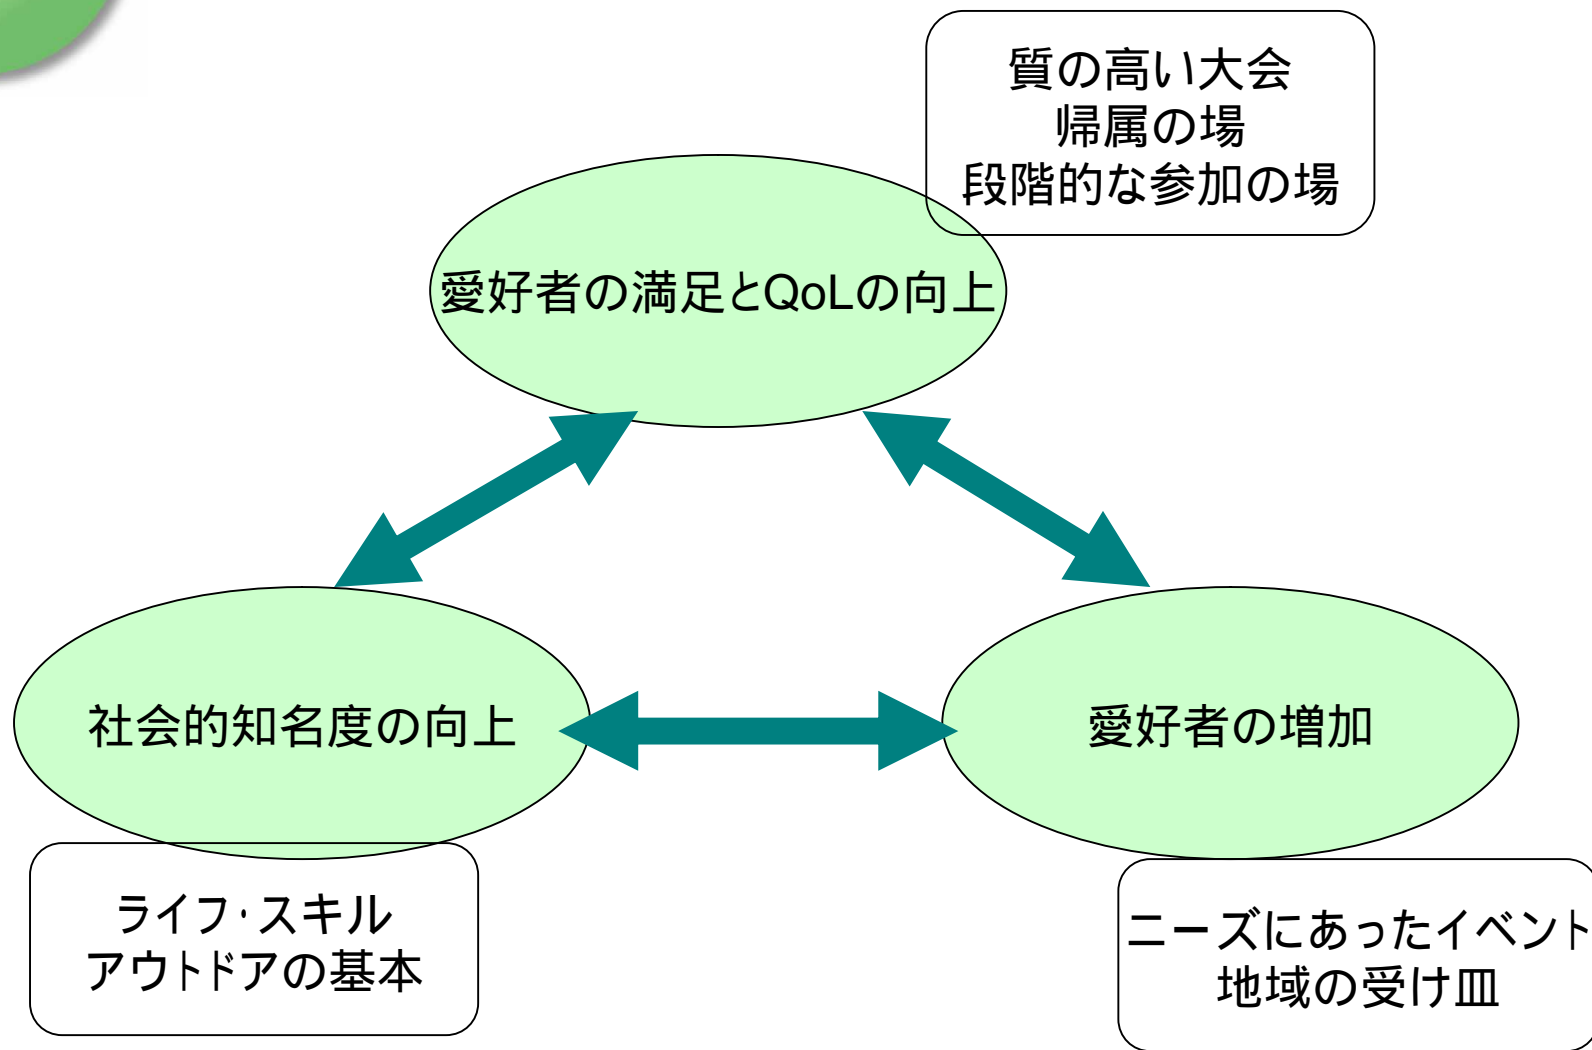 質の高い大会
帰属の場
段階的な参加の場
愛好者の満足とQoLの向上
社会的知名度の向上
愛好者の増加
ライフ・スキル
アウトドアの基本
ニーズにあったイベント
地域の受け皿